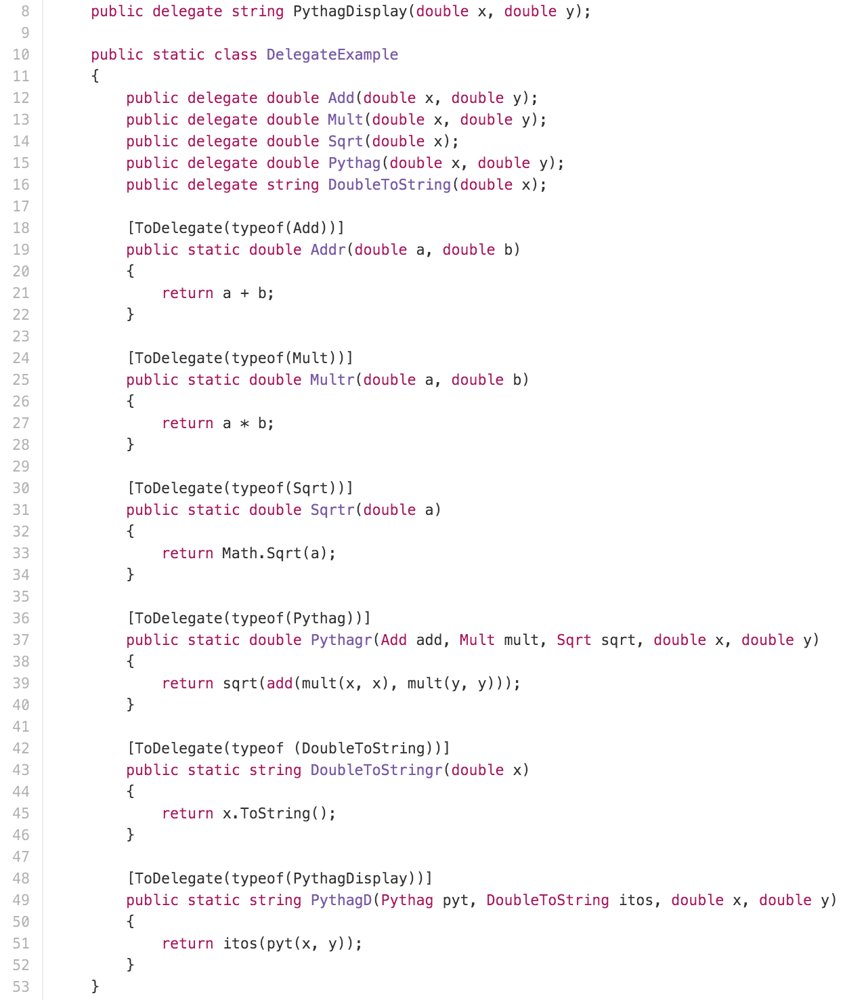 8 public delegate string PythagDisplay(double x, double y);
9
10 public static class DelegateExample
11 {
12 public delegate double Add(double x, double y);
13 public delegate double Mult(double x, double y);
14 public delegate double Sqrt(double x);
15 public delegate double Pythag(double x, double y);
16 public delegate string DoubleToString(double x);
17
18 [ToDelegate(typeof(Add))]
19 public static double Addr(double a, double b)
20 {
21 return a + b;
22 }
23
24 [ToDelegate(typeof(Mult))]
25 public static double Multr(double a, double b)
26 {
27 return a * b;
28 }
29
30 [ToDelegate(typeof(Sqrt))]
31 public static double Sqrtr(double a)
32 {
33 return Math.Sqrt(a);
34 }
35
36 [ToDelegate(typeof(Pythag))]
37 public static double Pythagr(Add add, Mult mult, Sqrt sqrt, double x, double y)
38 {
39 return sqrt(add(mult(x, x), mult(y, y)));
40 }
41
42 [ToDelegate(typeof (DoubleToString))]
43 public static string DoubleToStringr(double x)
44 {
45 return x.ToString();
46 }
47
48 [ToDelegate(typeof(PythagDisplay))]
49 public static string PythagD(Pythag pyt, DoubleToString itos, double x, double y)
50 {
51 return itos(pyt(x, y));
52 }
53 }